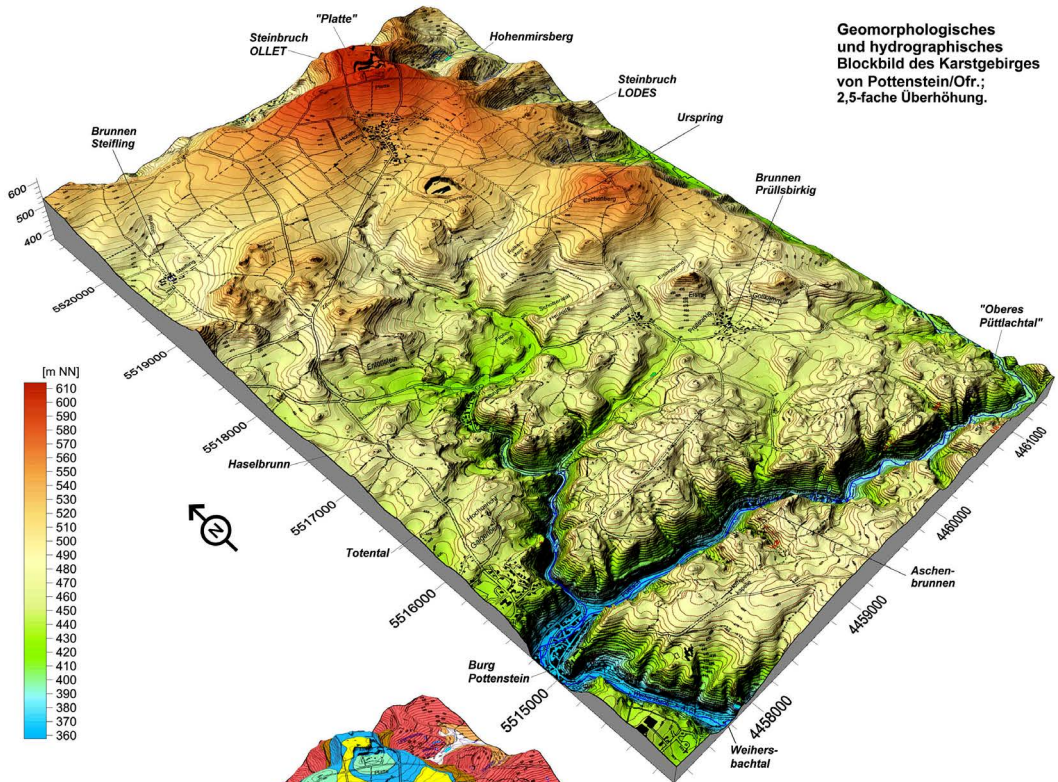 Geomorphologisches
und hydrographisches
Blockbild des Karstgebirges
von Pottenstein/Ofr.;
2,5-fache Überhöhung.
"Platte"
Steinbruch
OLLET
Hohenmirsberg
Steinbruch
LODES
Urspring
Brunnen
Steifling
Brunnen
Prüllsbirkig
"Oberes
Püttlachtal"
600
500
400
5520000
5519000
5518000
5517000
5516000
5515000
4461000
4460000
4459000
4458000
[m NN]
610
600
590
580
570
560
550
540
530
520
510
500
490
480
470
460
450
440
430
420
410
400
390
380
370
360
Haselbrunn
N
Totental
Aschen-
brunnen
Burg
Pottenstein
Weihers-
bachtal